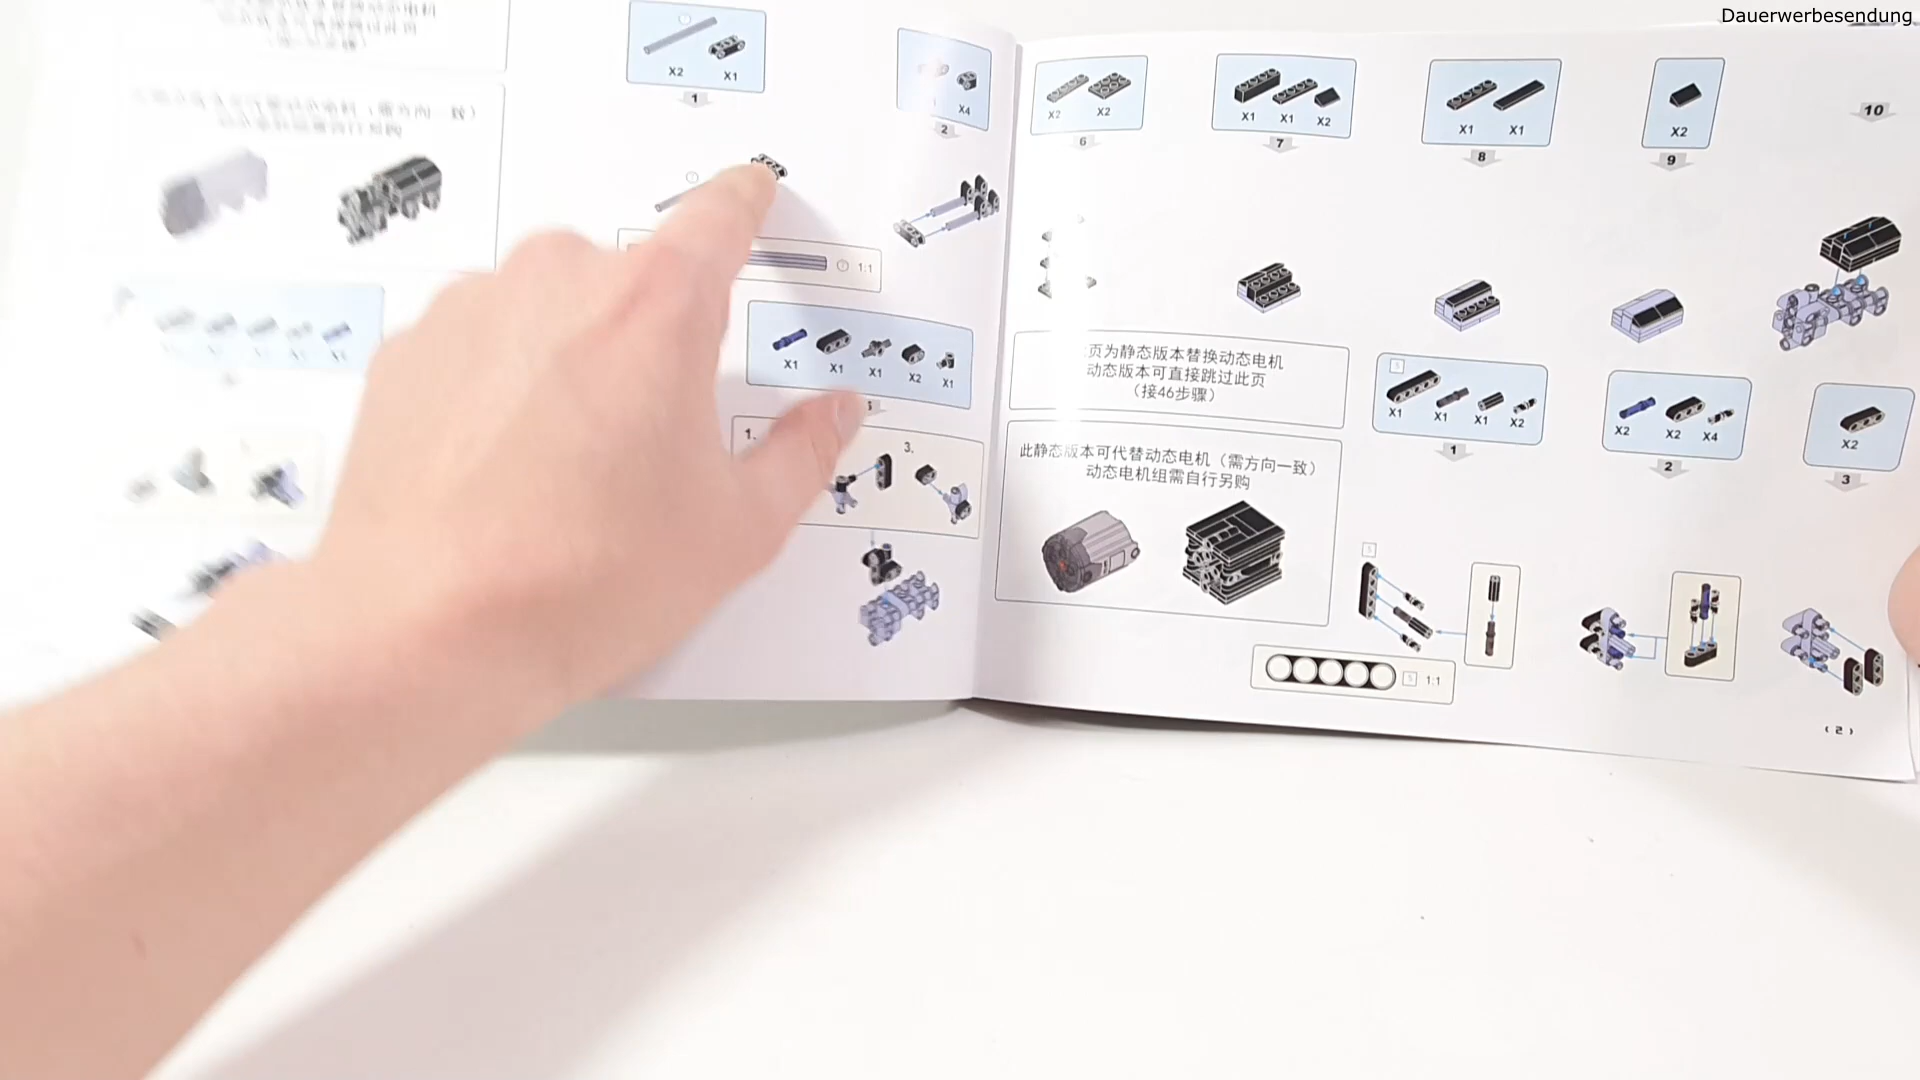 Dauerwerbesendung
X2 X1
1
X4
2
1:1
X1 X1 X1 X2 X1
1.
3.
X2 X2
6
X1 X1 X2
7
X1 X1
8
X2
9
10
页为静态版本替换动态电机
动态版本可直接跳过此页
（接46步骤）
此静态版本可代替动态电机（需方向一致）
动态电机组需自行另购
5
X1 X1 X1 X2
1
X2 X2 X4
2
X2
3
5
5 1:1
( 2 )